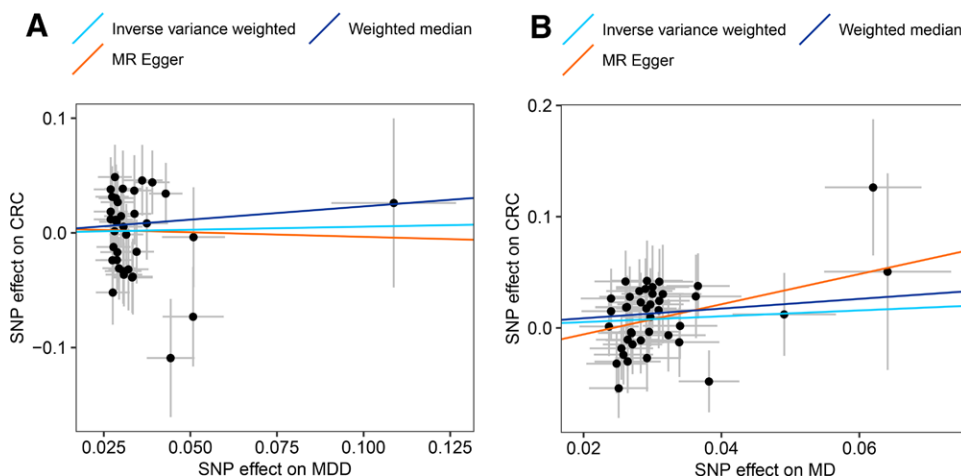 A
Inverse variance weighted
Weighted median
MR Egger
SNP effect on CRC
0.1
0.0
−0.1
0.025
0.050
0.075
0.100
0.125
SNP effect on MDD
B
Inverse variance weighted
Weighted median
MR Egger
SNP effect on CRC
0.2
0.1
0.0
0.02
0.04
0.06
SNP effect on MD